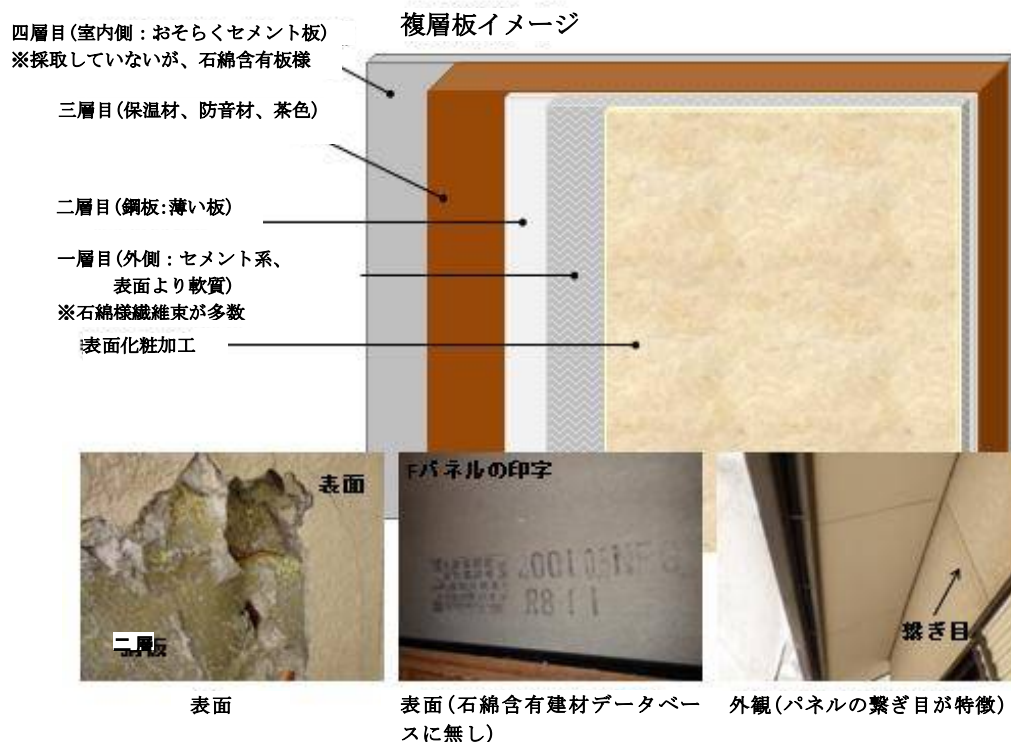 複層板イメージ
四層目(室内側：おそらくセメント板)
※採取していないが、石綿含有板様
三層目(保温材、防音材、茶色)
二層目(鋼板:薄い板)
一層目(外側：セメント系、
表面より軟質)
※石綿様繊維束が多数
表面化粧加工
表面
二層
Fパネルの印字
R8 11
繋ぎ目
表面
表面(石綿含有建材データベー
スに無し)
外観(パネルの繋ぎ目が特徴)